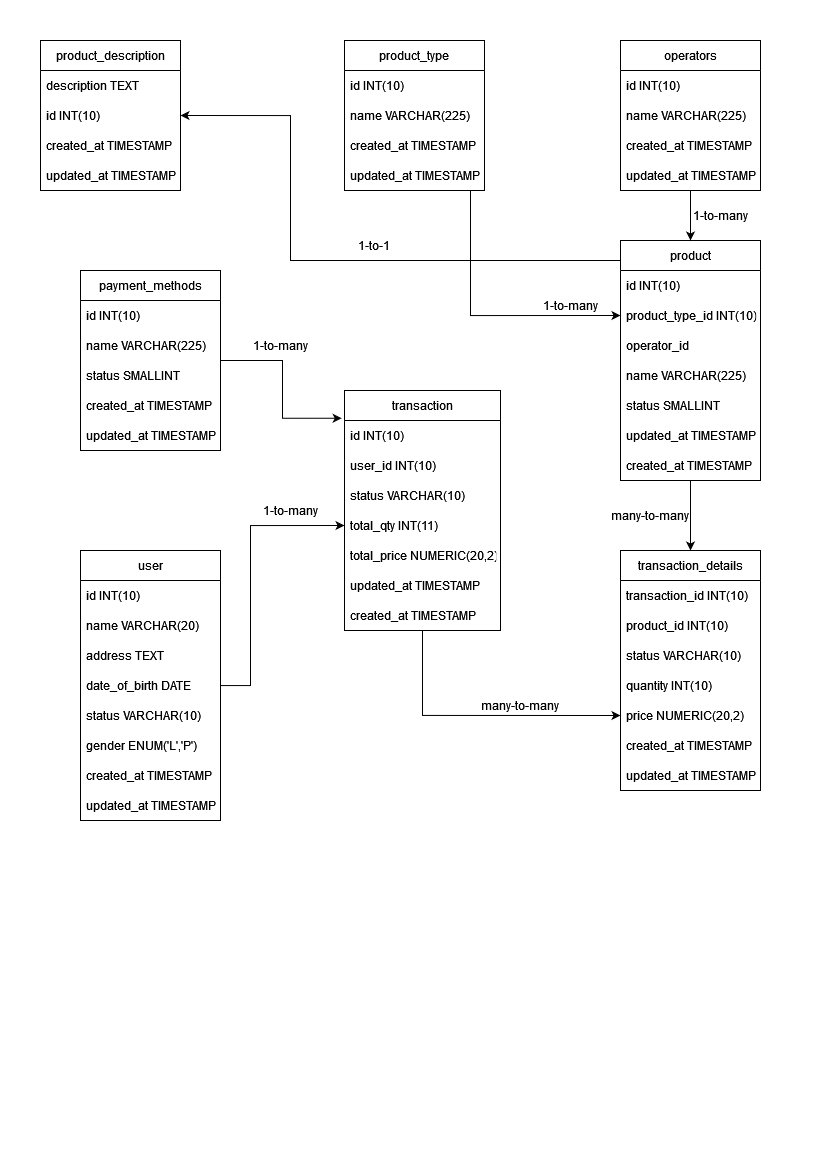 product_description
description TEXT
id INT(10)
created_at TIMESTAMP
updated_at TIMESTAMP
product_type
id INT(10)
name VARCHAR(225)
created_at TIMESTAMP
updated_at TIMESTAMP
operators
id INT(10)
name VARCHAR(225)
created_at TIMESTAMP
updated_at TIMESTAMP
1-to-many
1-to-1
product
id INT(10)
product_type_id INT(10)
operator_id
name VARCHAR(225)
status SMALLINT
updated_at TIMESTAMP
created_at TIMESTAMP
1-to-many
payment_methods
id INT(10)
name VARCHAR(225)
status SMALLINT
created_at TIMESTAMP
updated_at TIMESTAMP
1-to-many
transaction
id INT(10)
user_id INT(10)
status VARCHAR(10)
total_qty INT(11)
total_price NUMERIC(20,2)
updated_at TIMESTAMP
created_at TIMESTAMP
1-to-many
many-to-many
user
id INT(10)
name VARCHAR(20)
address TEXT
date_of_birth DATE
status VARCHAR(10)
gender ENUM('L','P')
created_at TIMESTAMP
updated_at TIMESTAMP
many-to-many
transaction_details
transaction_id INT(10)
product_id INT(10)
status VARCHAR(10)
quantity INT(10)
price NUMERIC(20,2)
created_at TIMESTAMP
updated_at TIMESTAMP